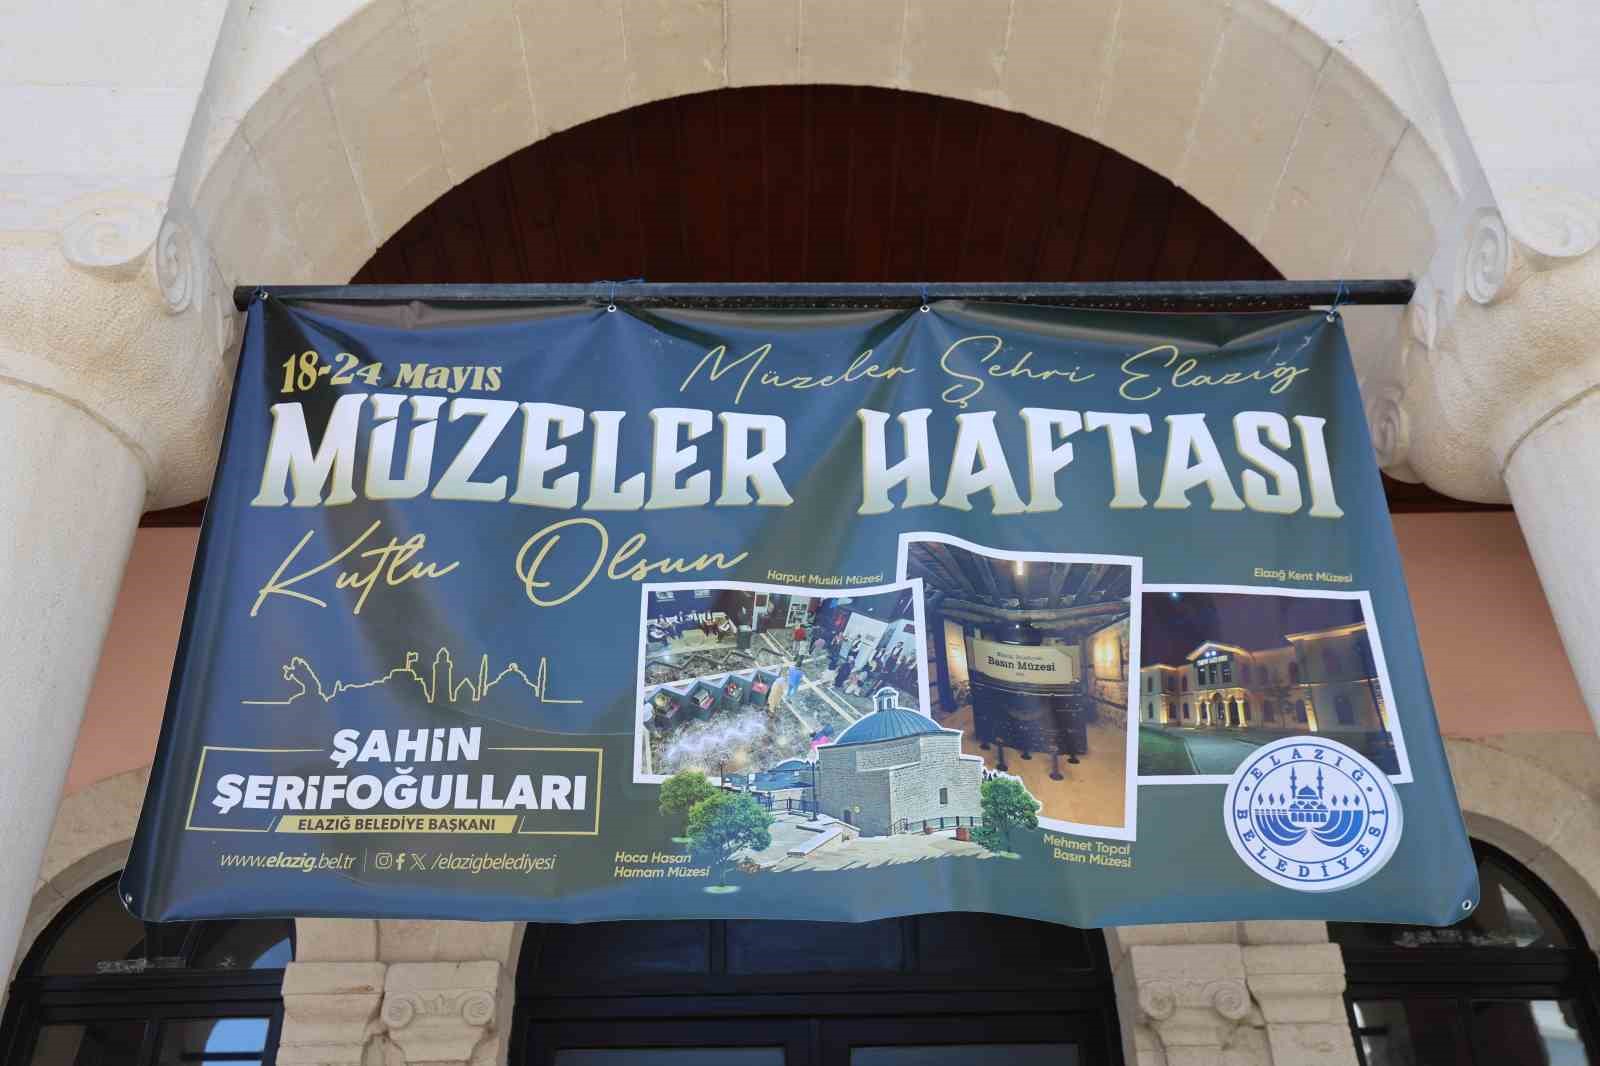 18-24 Mayıs
Müzeler Şehri Elazığ
MÜZELER HAFTASI
Kutlu Olsun
Harput Musiki Müzesi
Elazığ Kent Müzesi
Basın Müzesi
ŞAHİN
ŞERİFOĞULLARI
ELAZIĞ BELEDİYE BAŞKANI
www.elazig.bel.tr
/elazigbelediyesi
Hoca Hasan
Hamam Müzesi
Mehmet Topal
Basın Müzesi
ELAZIĞ
BELEDİYESİ